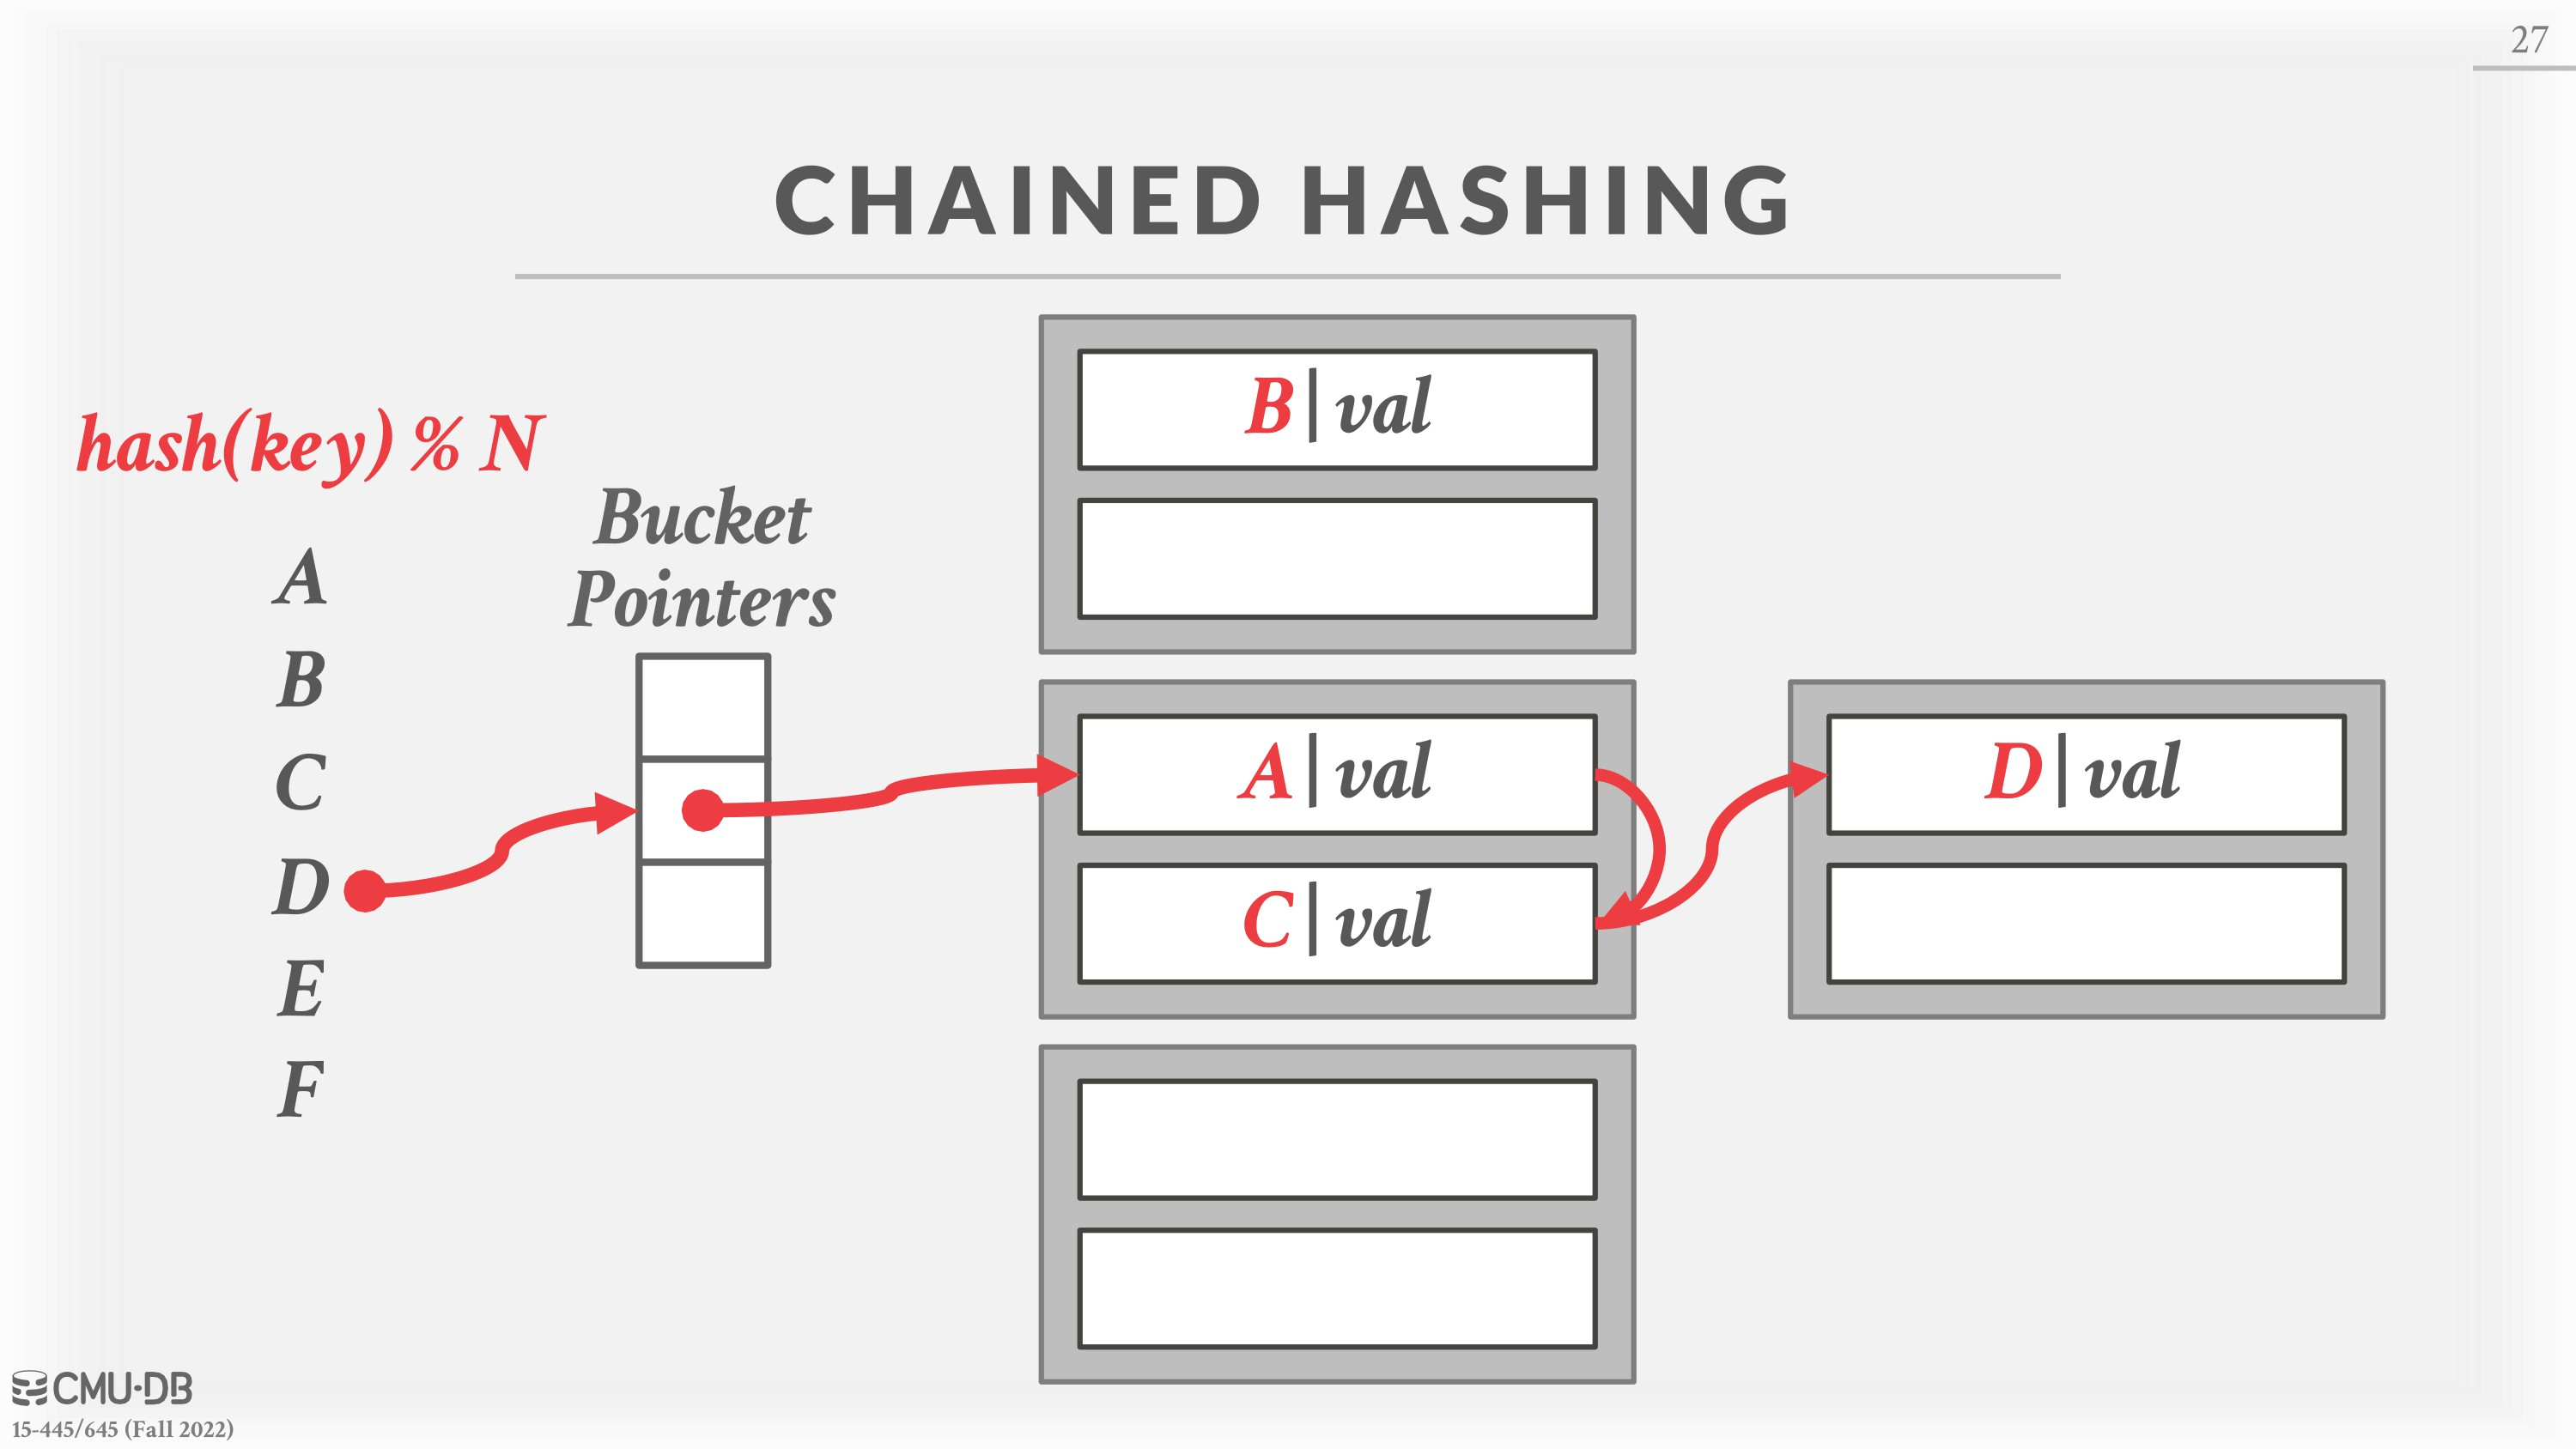 27
CHAINED HASHING
hash(key) % N
A
B
C
D
E
F
Bucket
Pointers
B|val
A|val
C|val
D|val
CMU·DB
15-445/645 (Fall 2022)